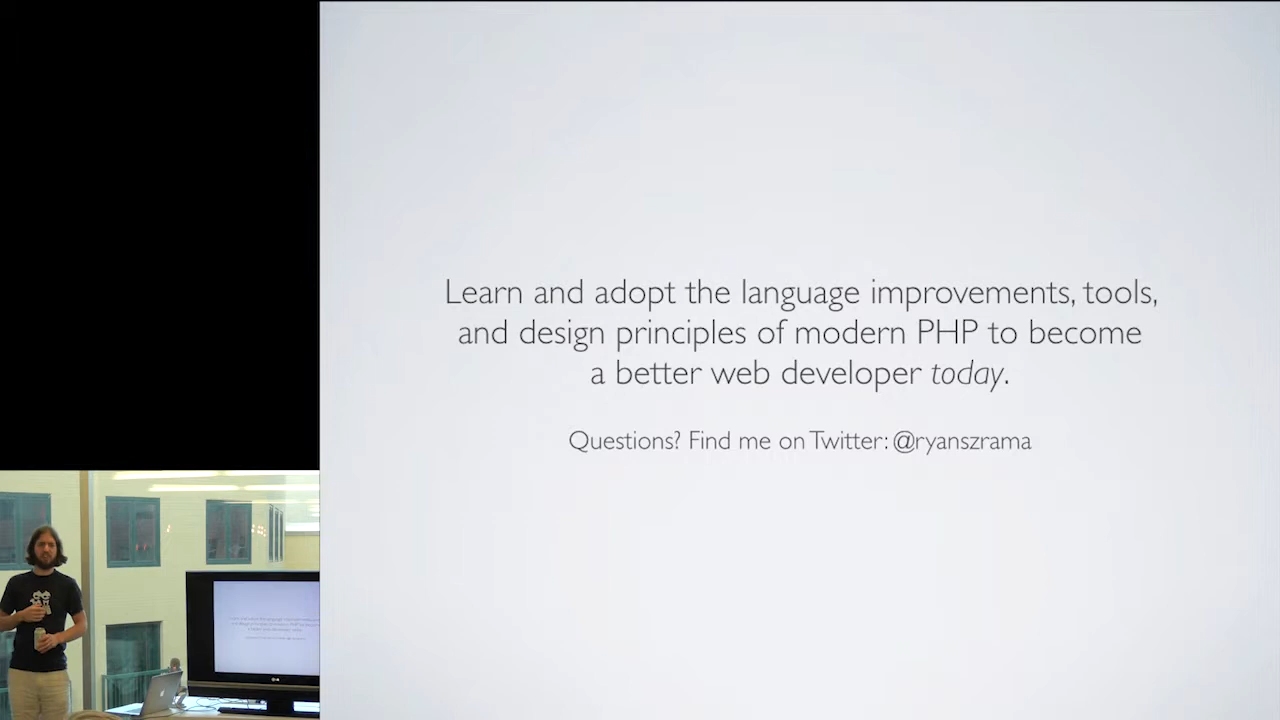 Learn and adopt the language improvements, tools,
and design principles of modern PHP to become
a better web developer today.
Questions? Find me on Twitter: @ryanszrama